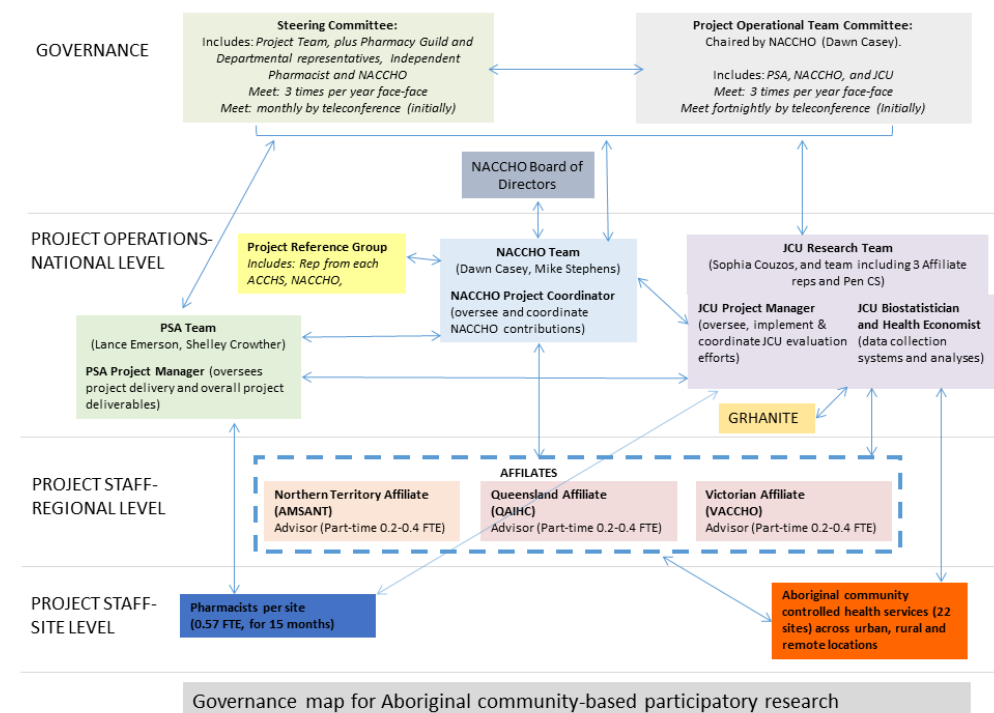 GOVERNANCE
Steering Committee:
Includes: Project Team, plus Pharmacy Guild and
Departmental representatives, Independent
Pharmacist and NACCHO
Meet: 3 times per year face-face
Meet: monthly by teleconference (initially)
Project Operational Team Committee:
Chaired by NACCHO (Dawn Casey).
Includes: PSA, NACCHO, and JCU
Meet: 3 times per year face-face
Meet fortnightly by teleconference (Initially)
NACCHO Board of
Directors
PROJECT OPERATIONS-
NATIONAL LEVEL
Project Reference Group
Includes: Rep from each
ACCHS, NACCHO,
NACCHO Team
(Dawn Casey, Mike Stephens)
NACCHO Project Coordinator
(oversee and coordinate
NACCHO contributions)
JCU Research Team
(Sophia Couzos, and team including 3 Affiliate
reps and Pen CS)
JCU Project Manager
(oversee, implement &
coordinate JCU evaluation
efforts)
JCU Biostatistician
and Health Economist
(data collection
systems and analyses)
PSA Team
(Lance Emerson, Shelley Crowther)
PSA Project Manager (oversees
project delivery and overall project
deliverables)
GRHANITE
PROJECT STAFF-
REGIONAL LEVEL
AFFILATES
Northern Territory Affiliate
(AMSANT)
Advisor (Part-time 0.2-0.4 FTE)
Queensland Affiliate
(QAIHC)
Advisor (Part-time 0.2-0.4 FTE)
Victorian Affiliate
(VACCHO)
Advisor (Part-time 0.2-0.4 FTE)
PROJECT STAFF-
SITE LEVEL
Pharmacists per site
(0.57 FTE, for 15 months)
Aboriginal community
controlled health services (22
sites) across urban, rural and
remote locations
Governance map for Aboriginal community-based participatory research